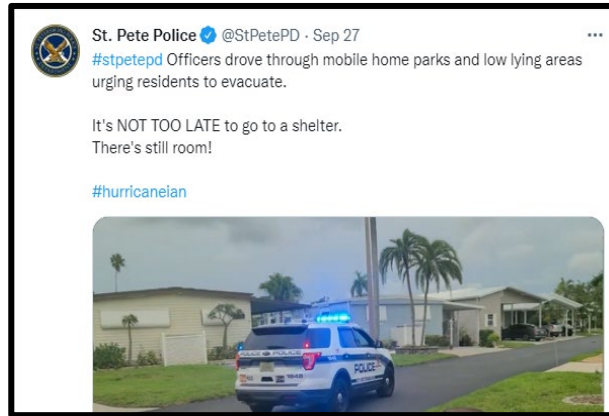 St. Pete Police @StPetePD · Sep 27
#stpetepd Officers drove through mobile home parks and low lying areas
urging residents to evacuate.
It's NOT TOO LATE to go to a shelter.
There's still room!
#hurricaneian
POLICE
POLICE